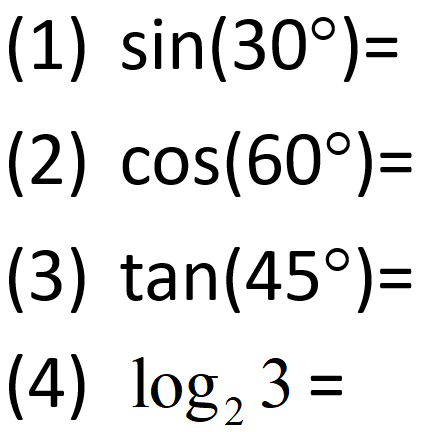 (1) sin(30°)=
(2) cos(60°)=
(3) tan(45°)=
(4) log₂ 3 =